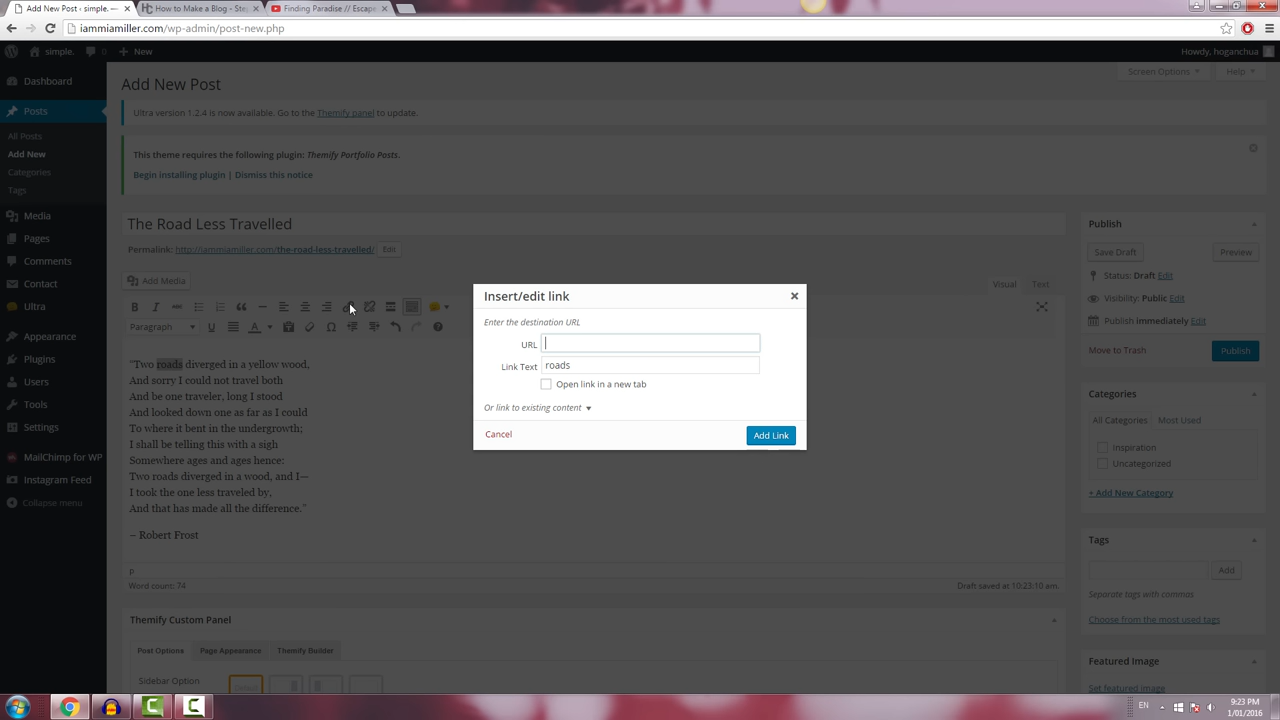 Add New Post ‹ simple. —
How to Make a Blog - Ste
Finding Paradise // Escape
iammiamiller.com/wp-admin/post-new.php
simple.
0
New
Howdy, hoganchua
Dashboard
Posts
All Posts
Add New
Categories
Tags
Media
Pages
Comments
Contact
Ultra
Appearance
Plugins
Users
Tools
Settings
MailChimp for WP
Instagram Feed
Collapse menu
Screen Options
Help
Add New Post
Ultra version 1.2.4 is now available. Go to the Themify panel to update.
This theme requires the following plugin: Themify Portfolio Posts.
Begin installing plugin | Dismiss this notice
The Road Less Travelled
Permalink: http://iammiamiller.com/the-road-less-travelled/ Edit
Add Media
Visual Text
B I ABC
Paragraph U A Ω ?
"Two roads diverged in a yellow wood,
And sorry I could not travel both
And be one traveler, long I stood
And looked down one as far as I could
To where it bent in the undergrowth;
I shall be telling this with a sigh
Somewhere ages and ages hence:
Two roads diverged in a wood, and I—
I took the one less traveled by,
And that has made all the difference."
– Robert Frost
P
Word count: 74
Draft saved at 10:23:10 am.
Themify Custom Panel
Post Options Page Appearance Themify Builder
Sidebar Option
Insert/edit link
Enter the destination URL
URL
Link Text roads
Open link in a new tab
Or link to existing content
Cancel
Add Link
Publish
Save Draft Preview
Status: Draft Edit
Visibility: Public Edit
Publish immediately Edit
Move to Trash
Publish
Categories
All Categories Most Used
Inspiration
Uncategorized
+ Add New Category
Tags
Add
Separate tags with commas
Choose from the most used tags
Featured Image
Set featured image
EN
9:23 PM
1/01/2016